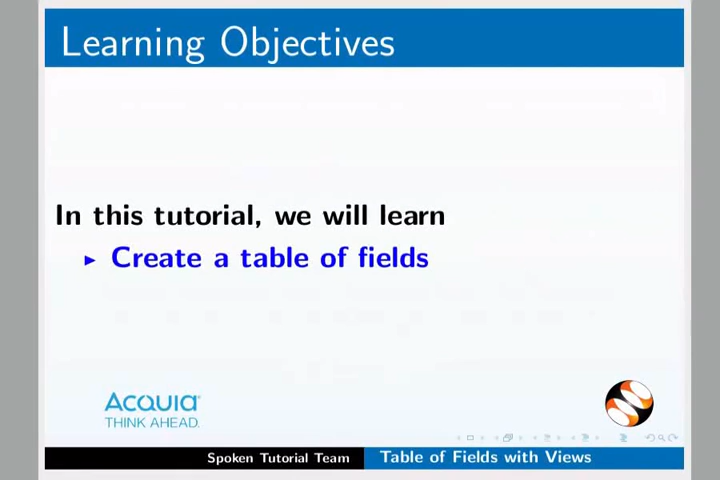 Learning Objectives
In this tutorial, we will learn
Create a table of fields
Acquia
THINK AHEAD.
Spoken Tutorial Team
Table of Fields with Views